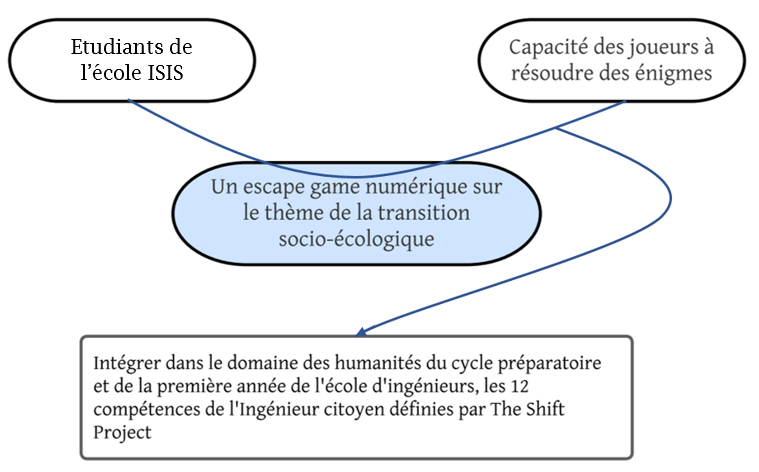 Etudiants de
l’école ISIS
Capacité des joueurs à
résoudre des énigmes
Un escape game numérique sur
le thème de la transition
socio-écologique
Intégrer dans le domaine des humanités du cycle préparatoire
et de la première année de l'école d'ingénieurs, les 12
compétences de l'Ingénieur citoyen définies par The Shift
Project